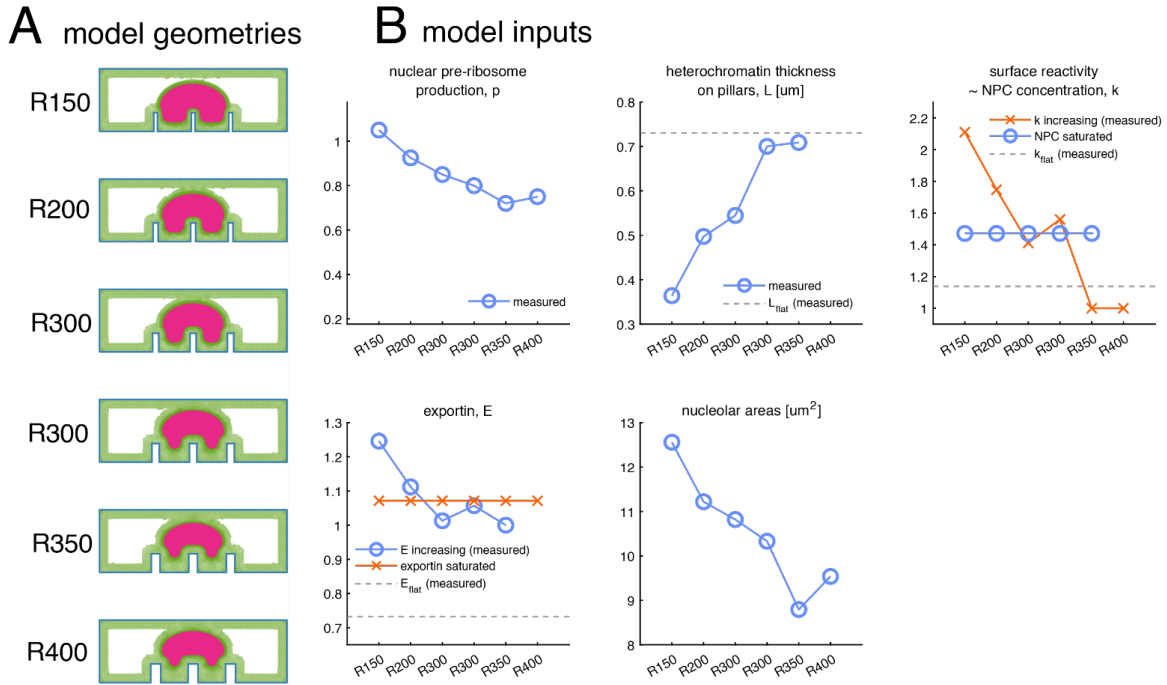 A model geometries
R150
R200
R300
R300
R350
R400
B model inputs
nuclear pre-ribosome
production, p
1
0.8
0.6
0.4
0.2
measured
R150 R200 R300 R300 R350 R400
heterochromatin thickness
on pillars, L [um]
0.8
0.7
0.6
0.5
0.4
0.3
measured
L_flat (measured)
R150 R200 R300 R300 R350
surface reactivity
~ NPC concentration, k
2.2
2
1.8
1.6
1.4
1.2
1
k increasing (measured)
NPC saturated
k_flat (measured)
R150 R200 R300 R300 R350 R400
exportin, E
1.3
1.2
1.1
1
0.9
0.8
0.7
E increasing (measured)
exportin saturated
E_flat (measured)
R150 R200 R300 R300 R350 R400
nucleolar areas [um²]
13
12
11
10
9
8
R150 R200 R300 R300 R350 R400